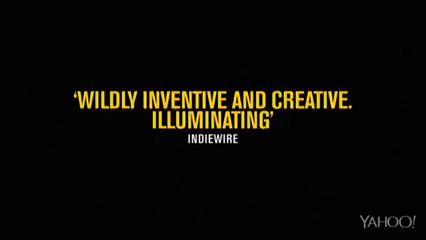 ‘WILDLY INVENTIVE AND CREATIVE.
ILLUMINATING’
INDIEWIRE
YAHOO!